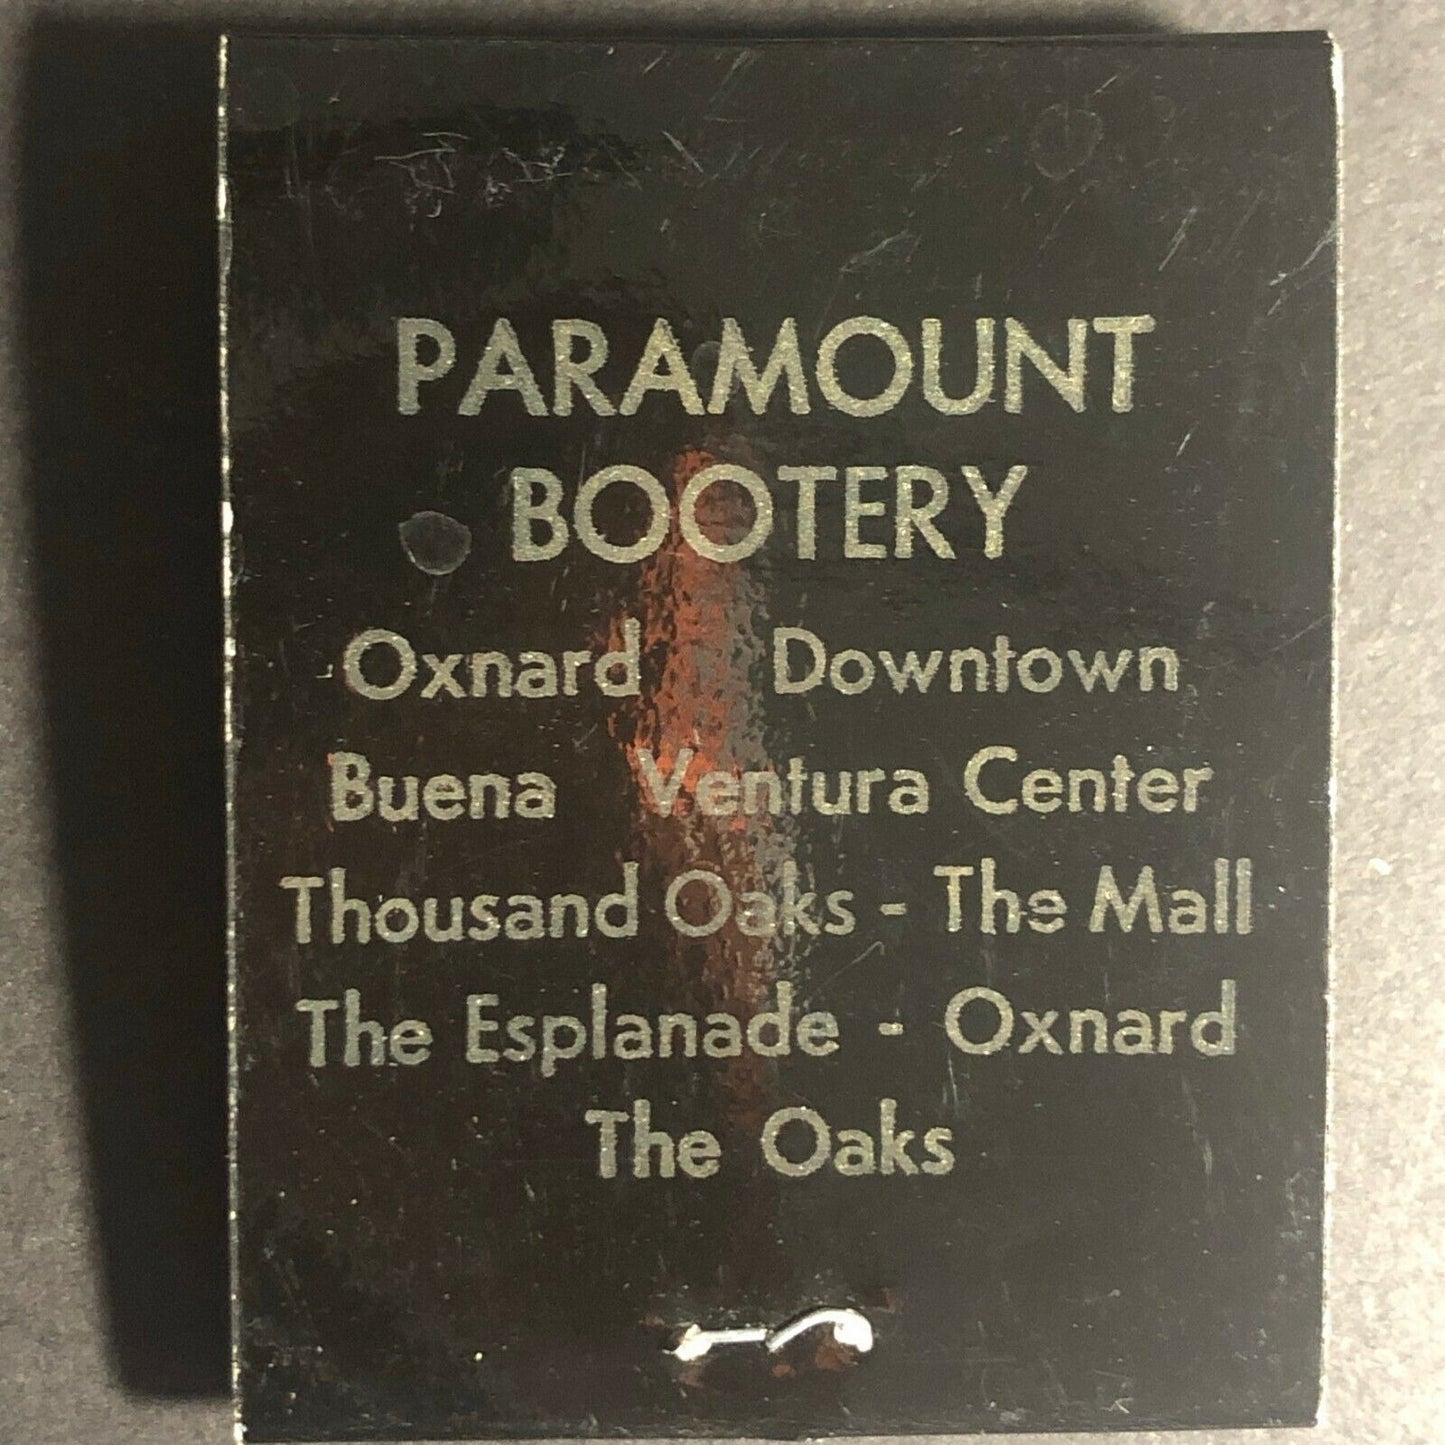 PARAMOUNT
BOOTERY
Oxnard Downtown
Buena Ventura Center
Thousand Oaks - The Mall
The Esplanade - Oxnard
The Oaks